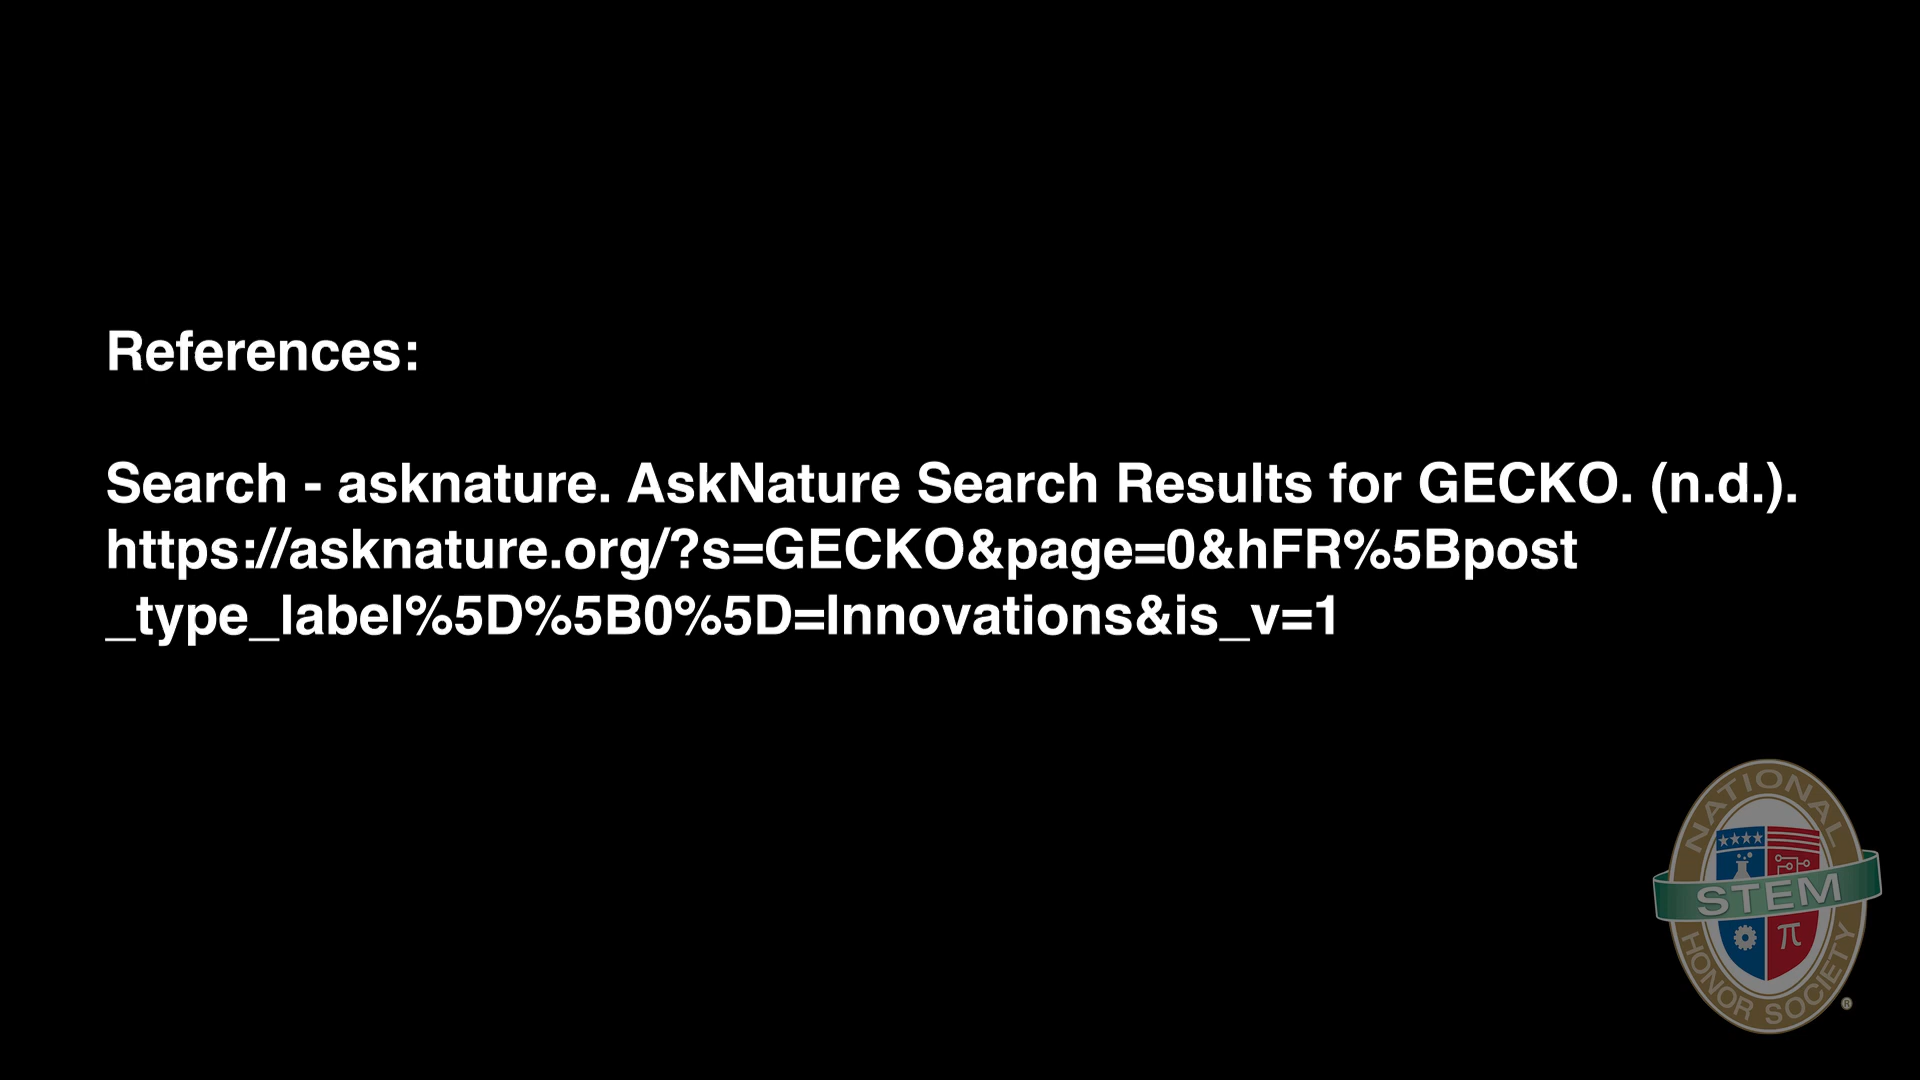 References:
Search - asknature. AskNature Search Results for GECKO. (n.d.).
https://asknature.org/?s=GECKO&page=0&hFR%5Bpost
_type_label%5D%5B0%5D=Innovations&is_v=1
NATIONAL
STEM
π
HONOR SOCIETY
®